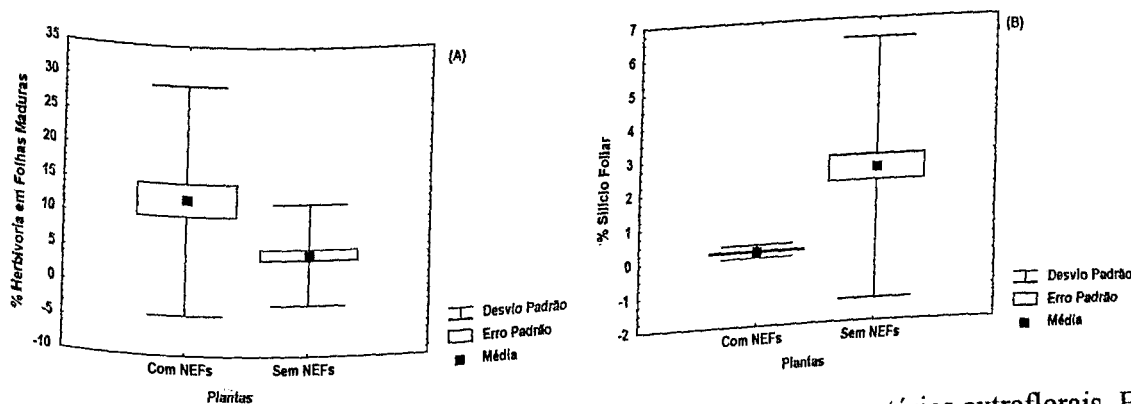 (A)
% Herbivoria em Folhas Maduras
35
30
25
20
15
10
5
0
-5
-10
Com NEFs
Sem NEFs
Plantas
Desvio Padrão
Erro Padrão
Média
(B)
% Silício Foliar
7
6
5
4
3
2
1
0
-1
-2
Com NEFs
Sem NEFs
Plantas
Desvio Padrão
Erro Padrão
Média